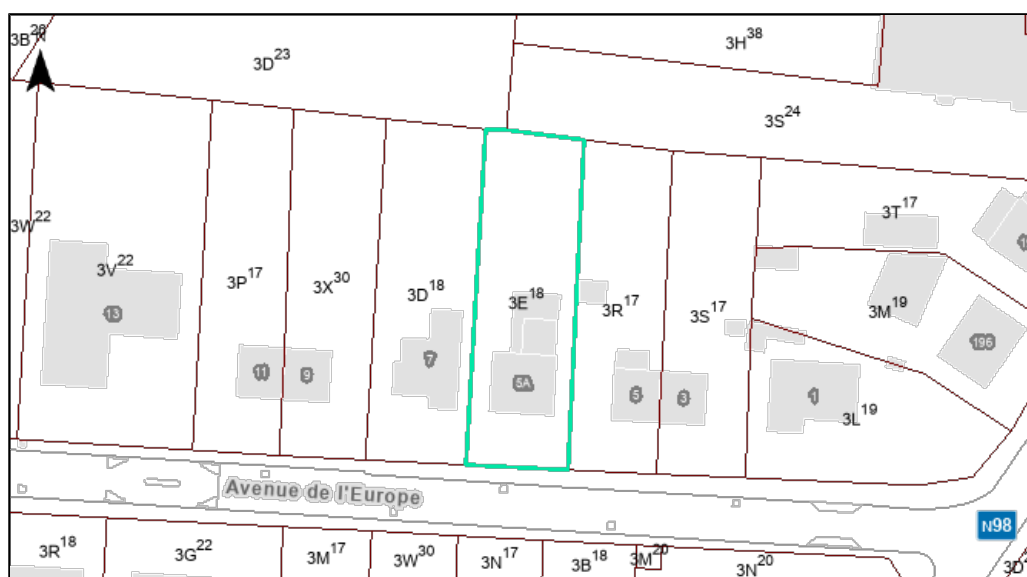 3B²⁶
N
3D²³
3H³⁸
3S²⁴
3W²²
3V²²
3P¹⁷
3X³⁰
3D¹⁸
3E¹⁸
3R¹⁷
3S¹⁷
3T¹⁷
3M¹⁹
3L¹⁹
13
11
9
7
5A
5
3
1
196
Avenue de l'Europe
N98
3R¹⁸
3G²²
3M¹⁷
3W³⁰
3N¹⁷
3B¹⁸
3M²⁰
3N²⁰